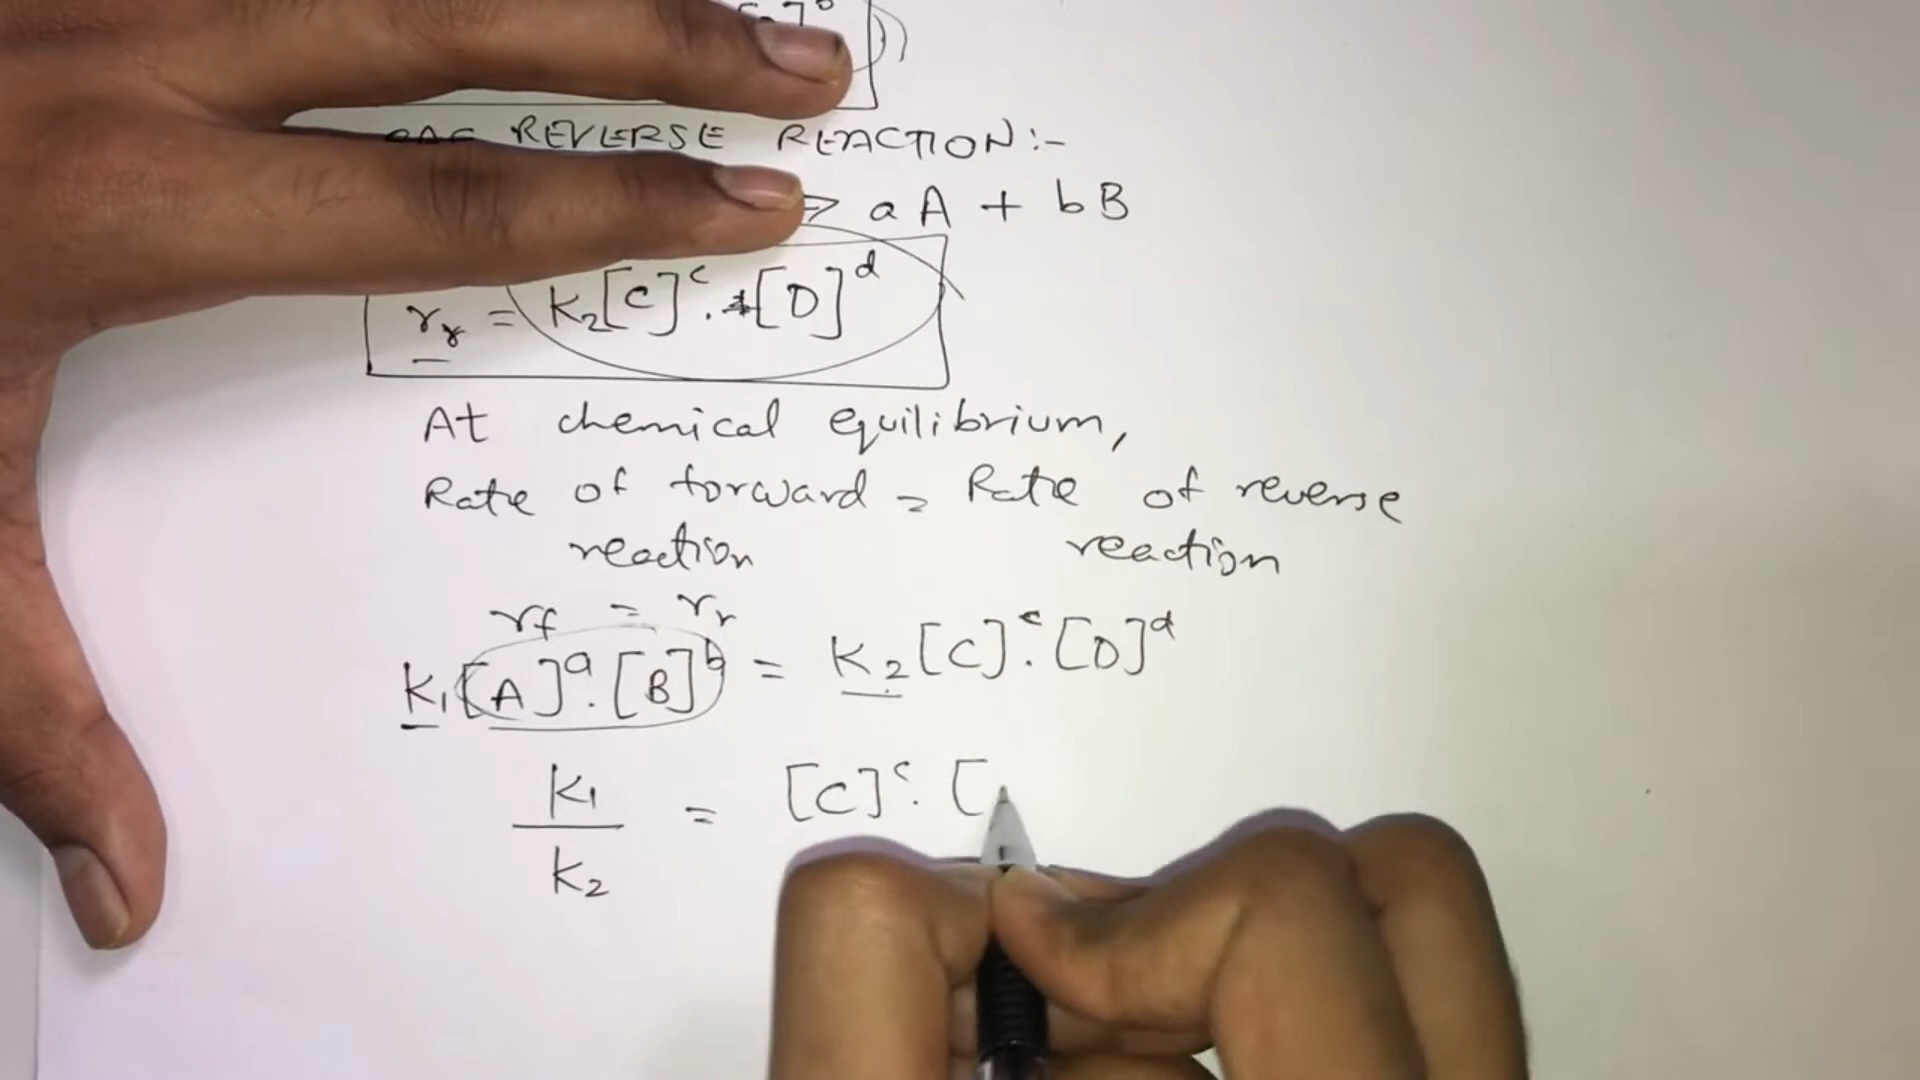 REVERSE REACTION :-
→ aA + bB
r_r = K₂[C]^c . [D]^d
At chemical equilibrium,
Rate of forward = Rate of reverse
reaction reaction
r_f = r_r
K₁[A]^a . [B]^b = K₂[C]^c . [D]^d
K₁/K₂ = [C]^c . [